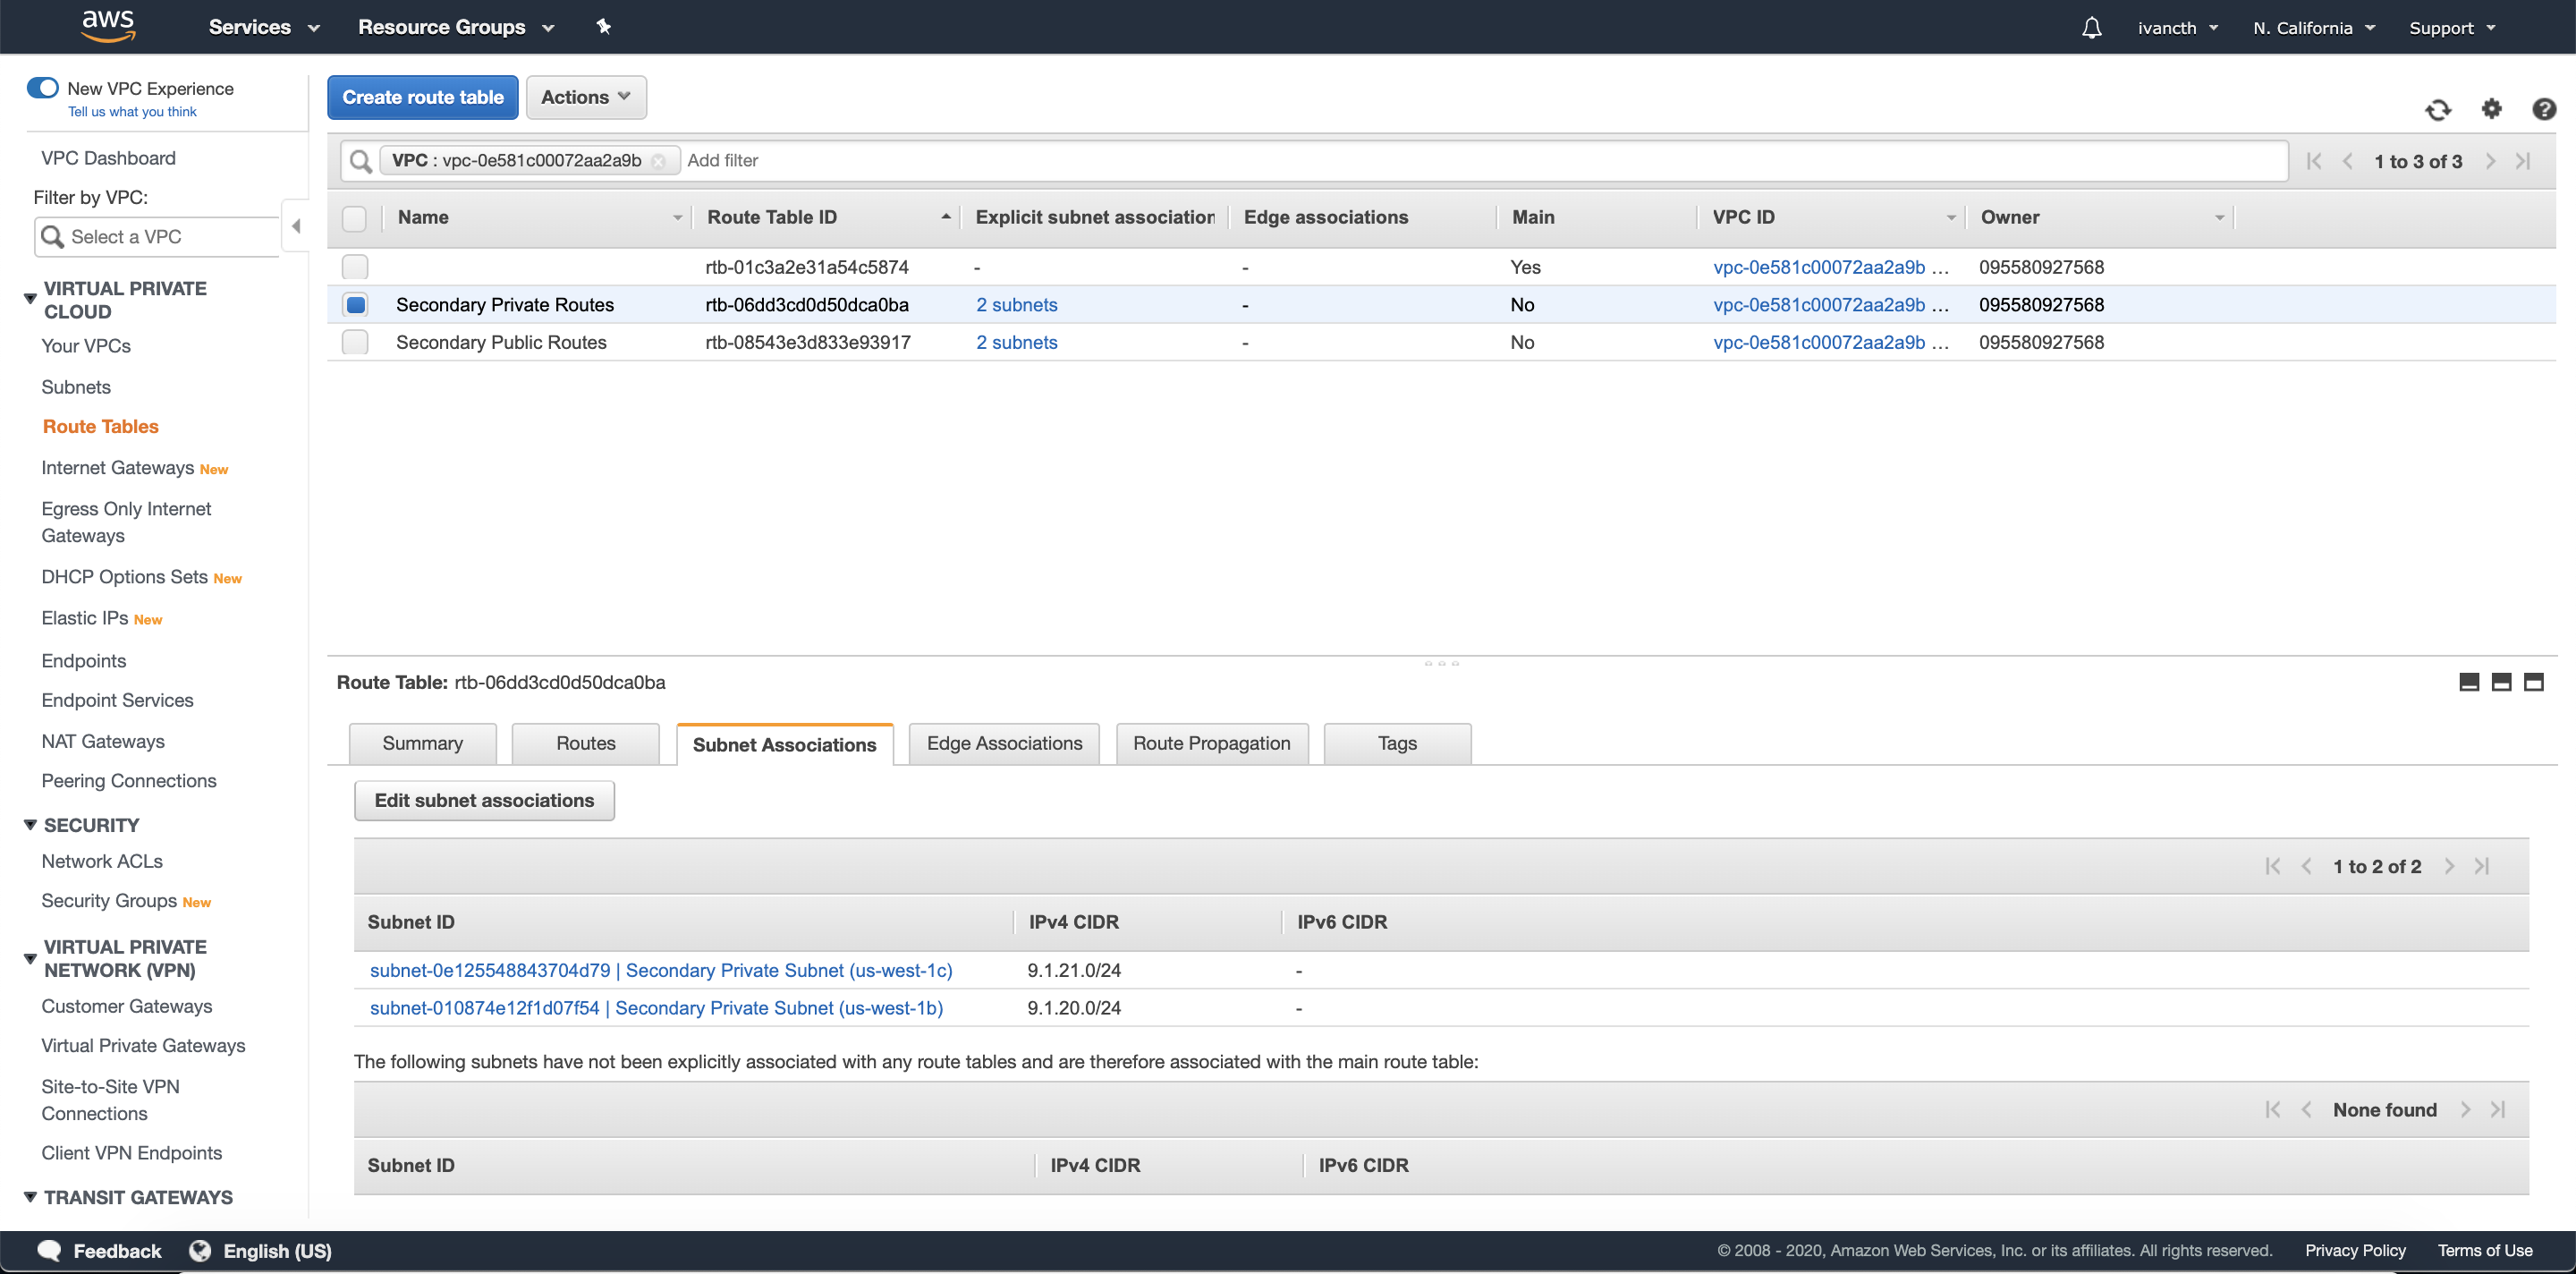 aws Services Resource Groups ivancth N. California Support
New VPC Experience
Tell us what you think
VPC Dashboard
Filter by VPC:
Select a VPC
VIRTUAL PRIVATE
CLOUD
Your VPCs
Subnets
Route Tables
Internet Gateways New
Egress Only Internet
Gateways
DHCP Options Sets New
Elastic IPs New
Endpoints
Endpoint Services
NAT Gateways
Peering Connections
SECURITY
Network ACLs
Security Groups New
VIRTUAL PRIVATE
NETWORK (VPN)
Customer Gateways
Virtual Private Gateways
Site-to-Site VPN
Connections
Client VPN Endpoints
TRANSIT GATEWAYS
Create route table Actions
VPC : vpc-0e581c00072aa2a9b Add filter 1 to 3 of 3
Name Route Table ID Explicit subnet association Edge associations Main VPC ID Owner
rtb-01c3a2e31a54c5874 - - Yes vpc-0e581c00072aa2a9b ... 095580927568
Secondary Private Routes rtb-06dd3cd0d50dca0ba 2 subnets - No vpc-0e581c00072aa2a9b ... 095580927568
Secondary Public Routes rtb-08543e3d833e93917 2 subnets - No vpc-0e581c00072aa2a9b ... 095580927568
Route Table: rtb-06dd3cd0d50dca0ba
Summary Routes Subnet Associations Edge Associations Route Propagation Tags
Edit subnet associations
1 to 2 of 2
Subnet ID IPv4 CIDR IPv6 CIDR
subnet-0e125548843704d79 | Secondary Private Subnet (us-west-1c) 9.1.21.0/24 -
subnet-010874e12f1d07f54 | Secondary Private Subnet (us-west-1b) 9.1.20.0/24 -
The following subnets have not been explicitly associated with any route tables and are therefore associated with the main route table:
None found
Subnet ID IPv4 CIDR IPv6 CIDR
Feedback English (US) © 2008 - 2020, Amazon Web Services, Inc. or its affiliates. All rights reserved. Privacy Policy Terms of Use